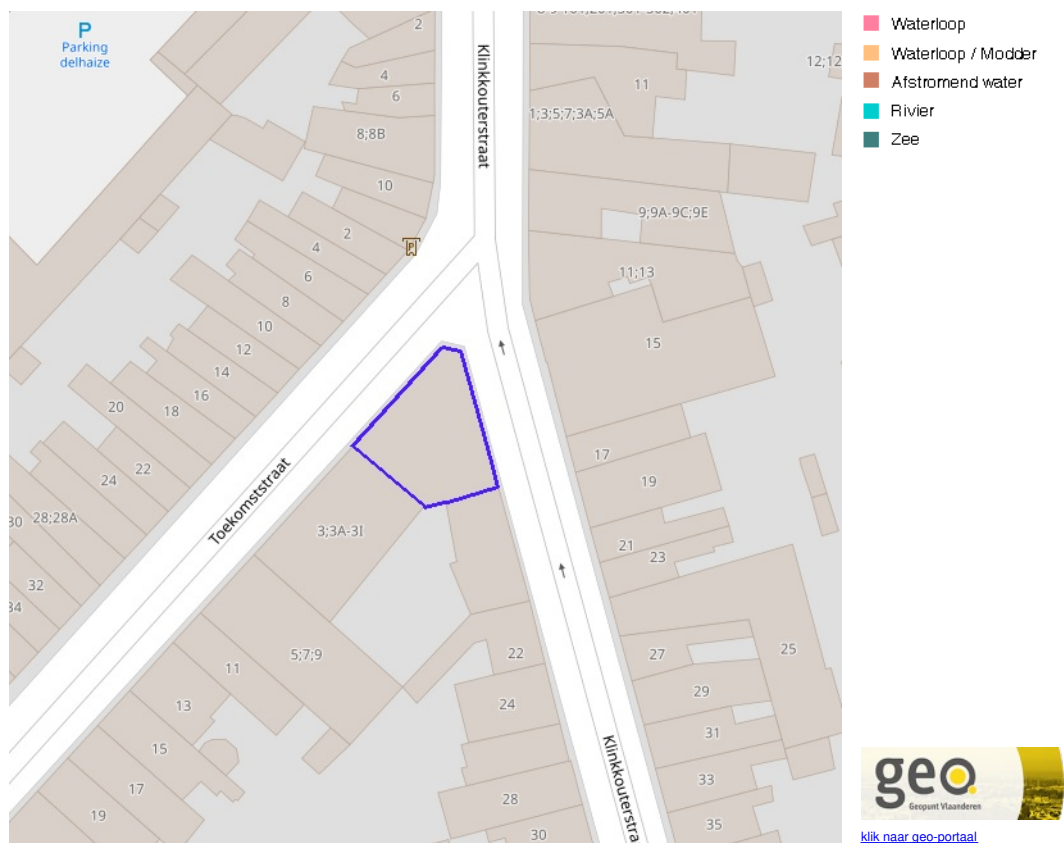 P
Parking
delhaize
2
4
6
8;8B
10
2
4
6
8
10
12
14
16
18
20
22
24
28;28A
30
32
34
Klinkkouterstraat
11
1;3;5;7;3A;5A
12;12
9;9A-9C;9E
11;13
15
17
19
21
23
25
27
29
31
33
35
P
Toekomststraat
3;3A-3I
5;7;9
11
13
15
17
19
22
24
28
30
Klinkkouterstra
Waterloop
Waterloop / Modder
Afstromend water
Rivier
Zee
geo
Geopunt Vlaanderen
klik naar geo-portaal